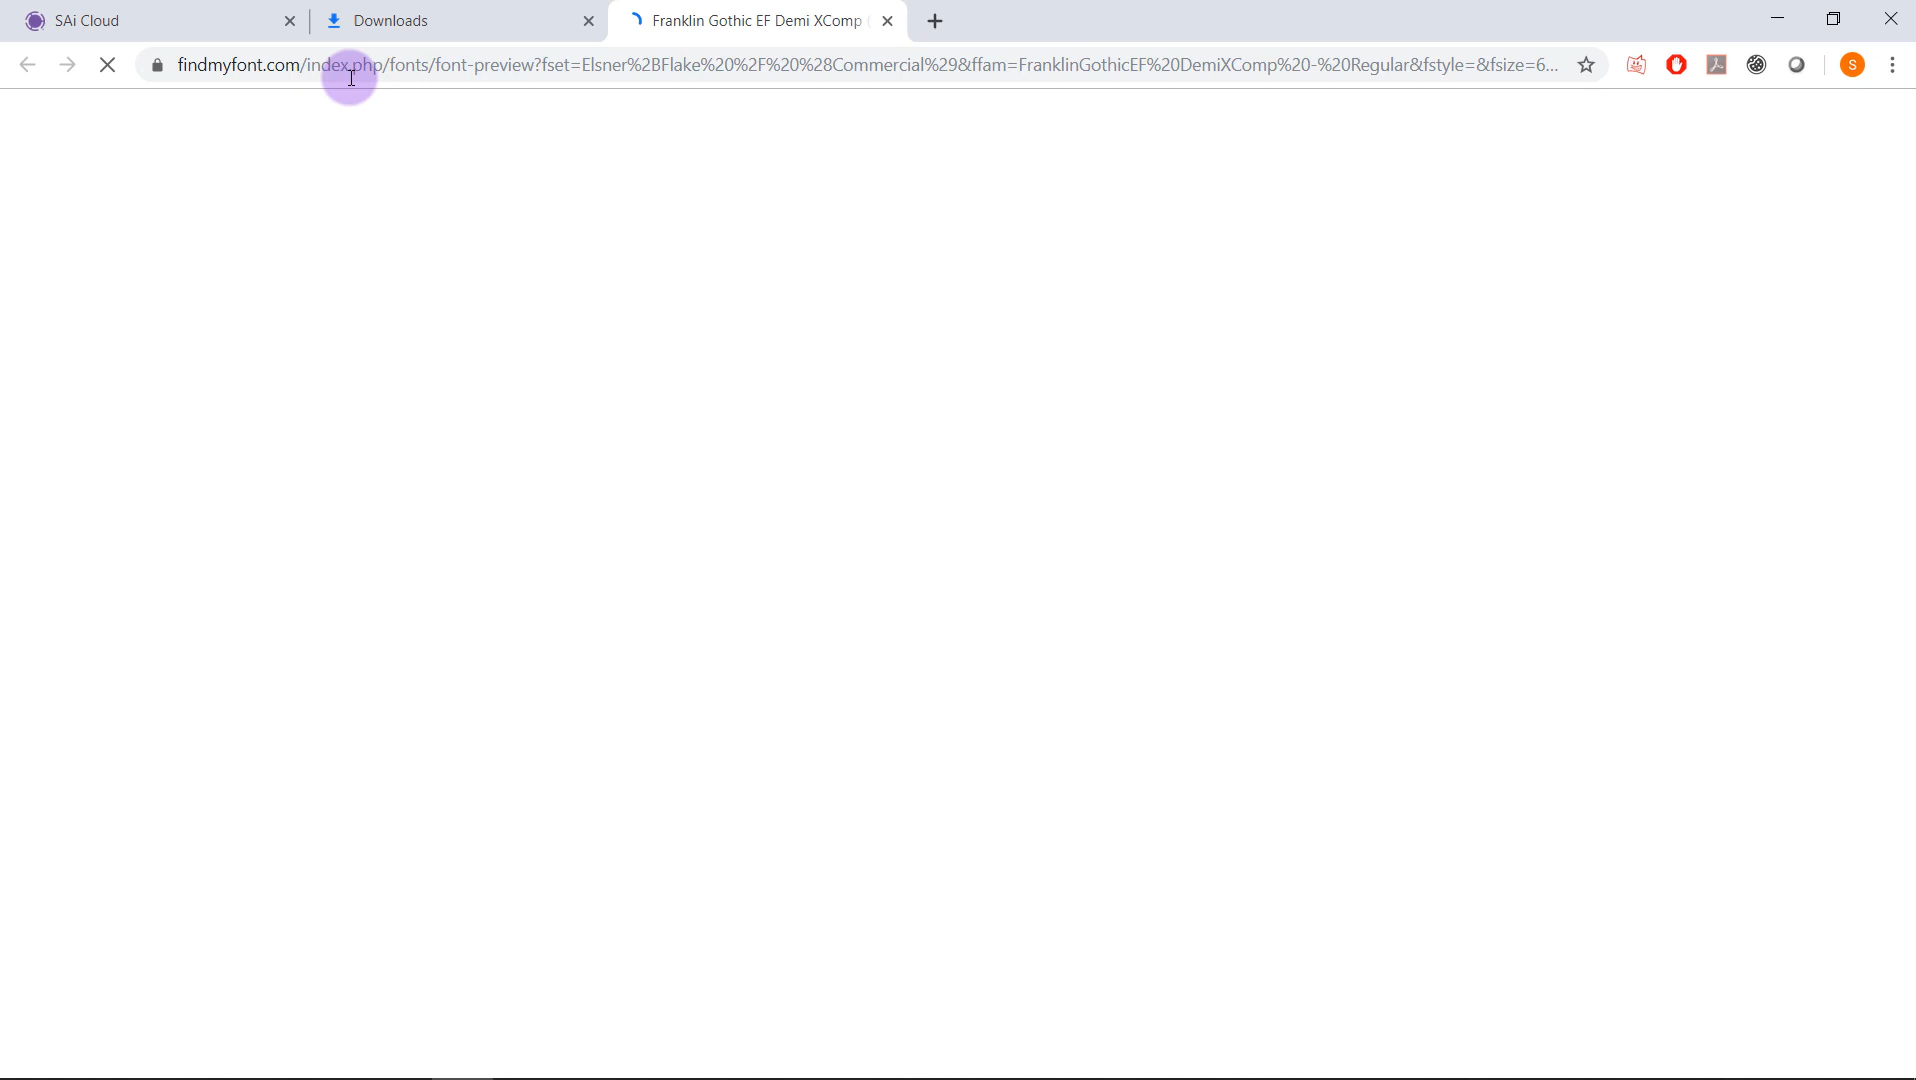 SAi Cloud
Downloads
Franklin Gothic EF Demi XComp
findmyfont.com/index.php/fonts/font-preview?fset=Elsner%2BFlake%20%2F%20%28Commercial%29&ffam=FranklinGothicEF%20DemiXComp%20-%20Regular&fstyle=&fsize=6...
S